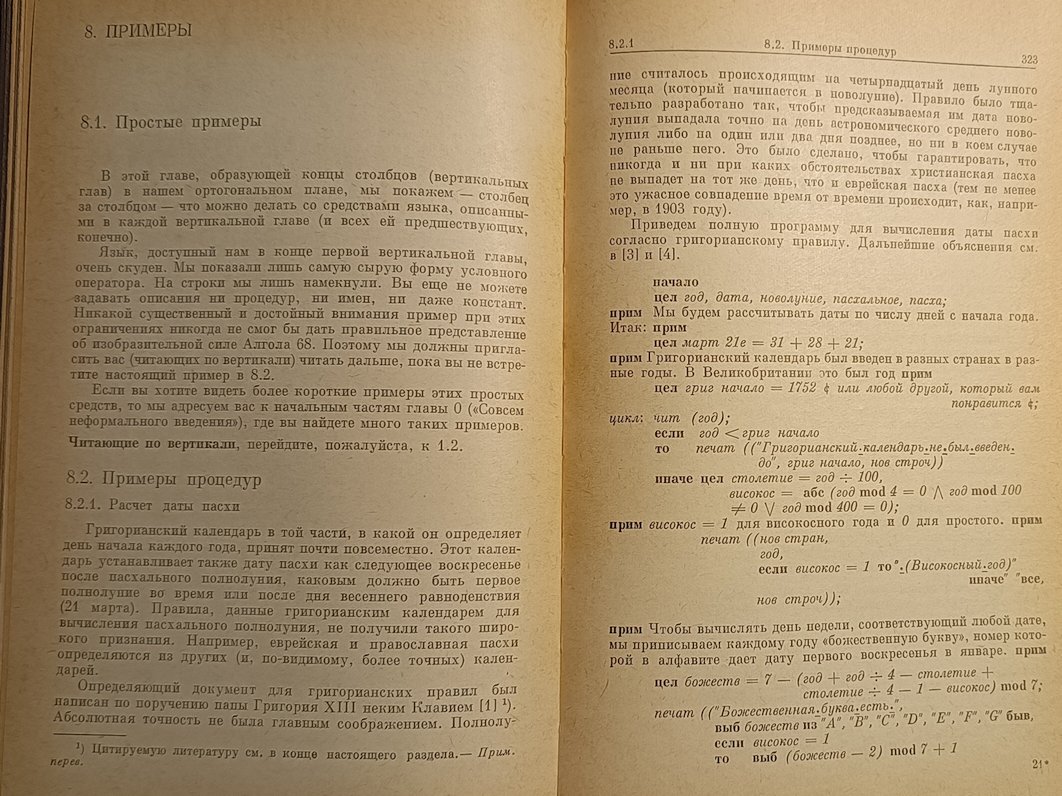 8. ПРИМЕРЫ
8.1. Простые примеры
В этой главе, образующей концы столбцов (вертикальных
глав) в нашем ортогональном плане, мы покажем — столбец
за столбцом — что можно делать со средствами языка, описанны-
ми в каждой вертикальной главе (и всех ей предшествующих,
конечно).
Язык, доступный нам в конце первой вертикальной главы,
очень скуден. Мы показали лишь самую сырую форму условного
оператора. На строки мы лишь намекнули. Вы еще не можете
задавать описания ни процедур, ни имен, ни даже констант.
Никакой существенный и достойный внимания пример при этих
ограничениях никогда не смог бы дать правильное представление
об изобразительной силе Алгола 68. Поэтому мы должны пригла-
сить вас (читающих по вертикали) читать дальше, пока вы не встре-
тите настоящий пример в 8.2.
Если вы хотите видеть более короткие примеры этих простых
средств, то мы адресуем вас к начальным частям главы 0 («Совсем
неформального введения»), где вы найдете много таких примеров.
Читающие по вертикали, перейдите, пожалуйста, к 1.2.
8.2. Примеры процедур
8.2.1. Расчет даты пасхи
Григорианский календарь в той части, в какой он определяет
день начала каждого года, принят почти повсеместно. Этот кален-
дарь устанавливает также дату пасхи как следующее воскресенье
после пасхального полнолуния, каковым должно быть первое
полнолупие во время или после дня весеннего равноденствия
(21 марта). Правила, данные григорианским календарем для
вычисления пасхального полнолуния, не получили такого широ-
кого признания. Например, еврейская и православная пасхи
определяются из других (и, по-видимому, более точных) кален-
дарей.
Определяющий документ для григорианских правил был
написан по поручению папы Григория XIII неким Клавием [1] ¹).
Абсолютная точность не была главным соображением. Полнолу-
¹) Цитируемую литературу см. в конце настоящего раздела.— Прим.
перев.
8.2.1 8.2. Примеры процедур 323
ние считалось происходящим на четырнадцатый день лунного
месяца (который начинается в новолуние). Правило было тща-
тельно разработано так, чтобы предсказываемая им дата ново-
луния выпадала точно на день астрономического среднего ново-
луния либо на один или два дня позднее, но ни в коем случае
не раньше него. Это было сделано, чтобы гарантировать, что
никогда и ни при каких обстоятельствах христианская пасха
не выпадет на тот же день, что и еврейская пасха (тем не менее
это ужасное совпадение время от времени происходит, как, напри-
мер, в 1903 году).
Приведем полную программу для вычисления даты пасхи
согласно григорианскому правилу. Дальнейшие объяснения см.
в [3] и [4].
начало
цел год, дата, новолуние, пасхальное, пасха;
прим Мы будем рассчитывать даты по числу дней с начала года.
Итак: прим
цел март 21е = 31 + 28 + 21;
прим Григорианский календарь был введен в разных странах в раз-
ные годы. В Великобритании это был год прим
цел григ начало = 1752 ¢ или любой другой, который вам
понравится ¢;
цикл: чит (год);
если год < григ начало
то печат (("Григорианский.календарь.не.был.введен.
до", григ начало, нов строч))
иначе цел столетие = год ÷ 100,
високос = абс (год mod 4 = 0 ⋀ год mod 100
≠ 0 ⋁ год mod 400 = 0);
прим високос = 1 для високосного года и 0 для простого. прим
печат ((нов стран,
год,
если високос = 1 то ".(Високосный.год)"
иначе" "все,
нов строч));
прим Чтобы вычислять день недели, соответствующий любой дате,
мы приписываем каждому году «божественную букву», номер кото-
рой в алфавите дает дату первого воскресенья в январе. прим
цел божеств = 7 — (год + год ÷ 4 — столетие +
столетие ÷ 4 — 1 — високос) mod 7;
печат (("Божественная.буква.есть.",
выб божеств из "A", "B", "C", "D", "E", "F", "G" быв,
если високос = 1
то выб (божеств — 2) mod 7 + 1
21*